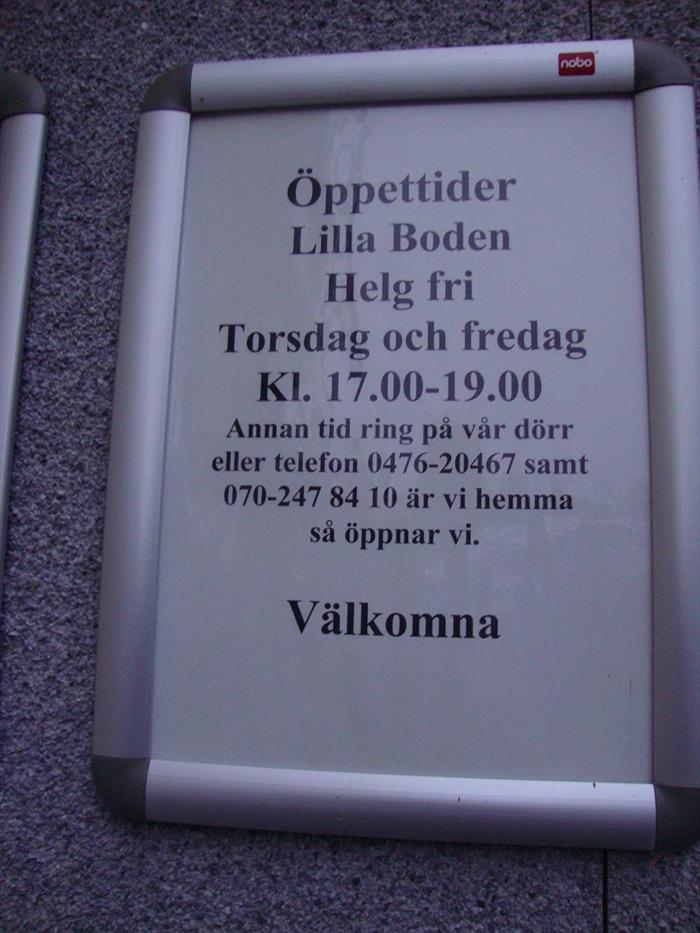 nobo
Öppettider
Lilla Boden
Helg fri
Torsdag och fredag
Kl. 17.00-19.00
Annan tid ring på vår dörr
eller telefon 0476-20467 samt
070-247 84 10 är vi hemma
så öppnar vi.
Välkomna